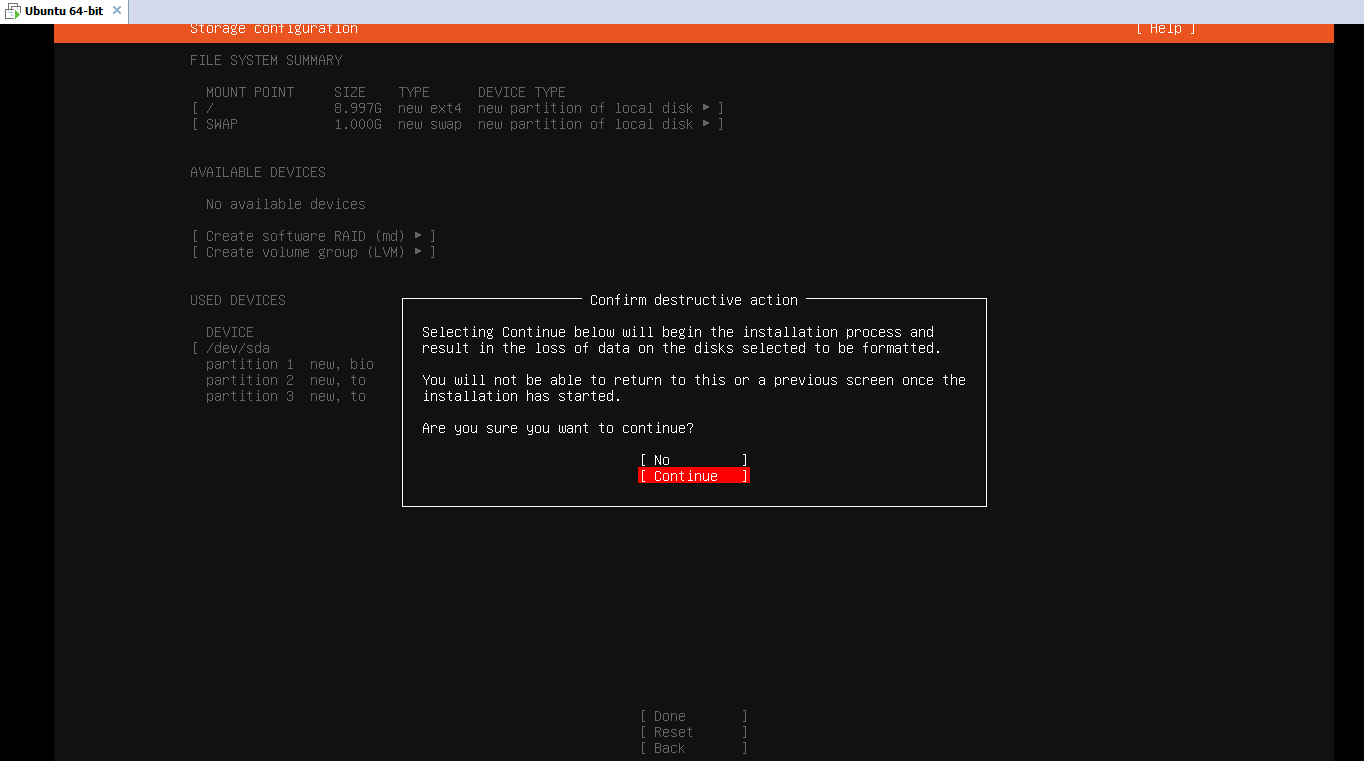 Ubuntu 64-bit
Storage configuration [ Help ]
FILE SYSTEM SUMMARY
MOUNT POINT SIZE TYPE DEVICE TYPE
[ / 8.997G new ext4 new partition of local disk ▸ ]
[ SWAP 1.000G new swap new partition of local disk ▸ ]
AVAILABLE DEVICES
No available devices
[ Create software RAID (md) ▸ ]
[ Create volume group (LVM) ▸ ]
USED DEVICES
DEVICE
[ /dev/sda
partition 1 new, bio
partition 2 new, to
partition 3 new, to
Confirm destructive action
Selecting Continue below will begin the installation process and
result in the loss of data on the disks selected to be formatted.
You will not be able to return to this or a previous screen once the
installation has started.
Are you sure you want to continue?
[ No ]
[ Continue ]
[ Done ]
[ Reset ]
[ Back ]